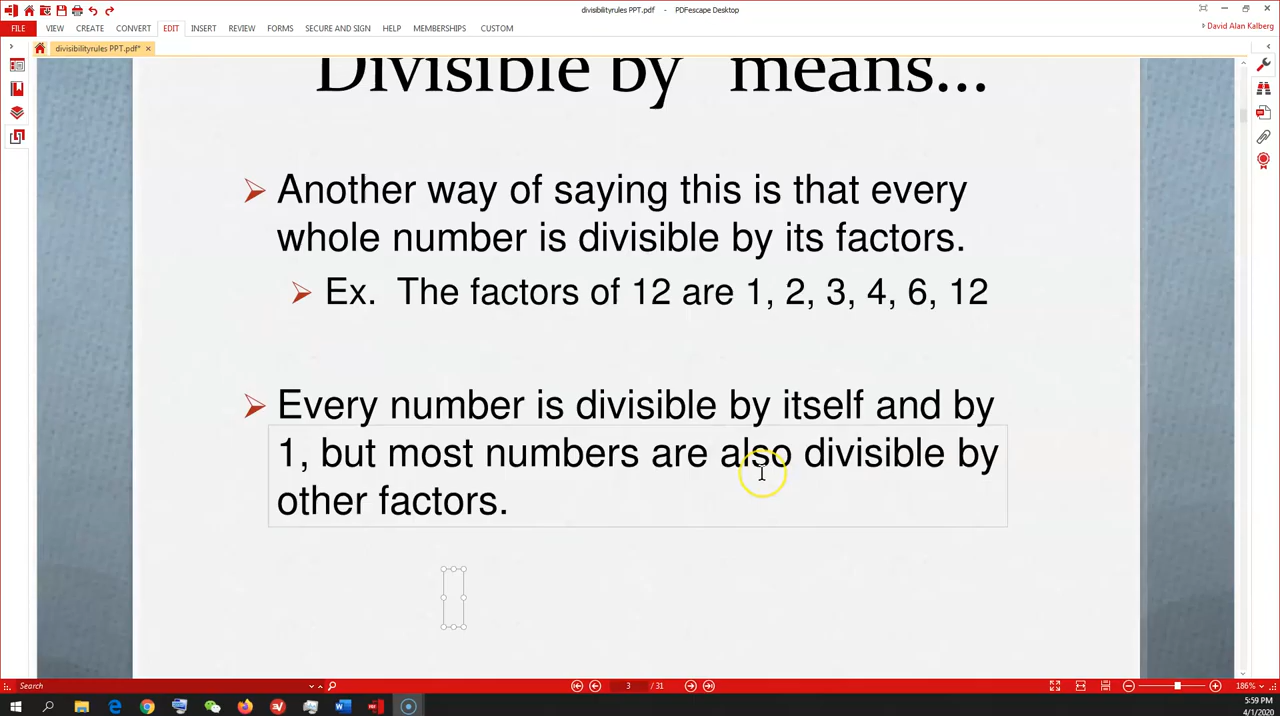 divisibilityrules PPT.pdf - PDFescape Desktop
FILE VIEW CREATE CONVERT EDIT INSERT REVIEW FORMS SECURE AND SIGN MEMBERSHIPS CUSTOM David Alan Kalberg
divisibilityrules PPT.pdf*
Divisible by" means...
Another way of saying this is that every
whole number is divisible by its factors.
Ex. The factors of 12 are 1, 2, 3, 4, 6, 12
Every number is divisible by itself and by
1, but most numbers are also divisible by
other factors.
Search 3 / 31 186%
5:59 PM
4/1/2020